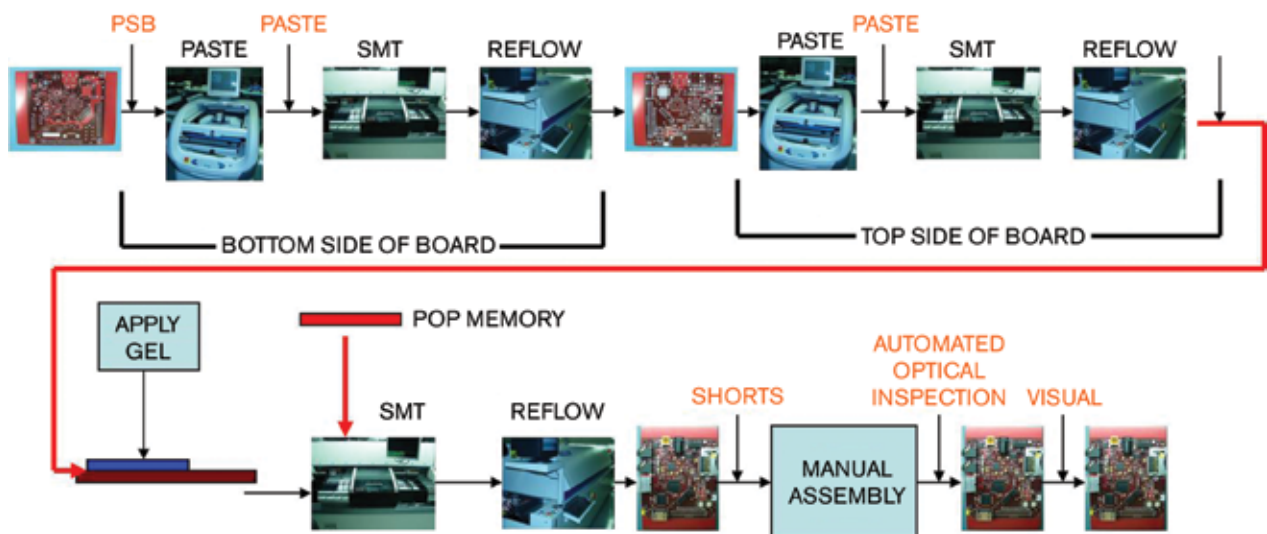 PSB
PASTE
PASTE
SMT
REFLOW
PASTE
PASTE
SMT
REFLOW
BOTTOM SIDE OF BOARD
TOP SIDE OF BOARD
APPLY
GEL
POP MEMORY
SMT
REFLOW
SHORTS
MANUAL
ASSEMBLY
AUTOMATED
OPTICAL
INSPECTION
VISUAL